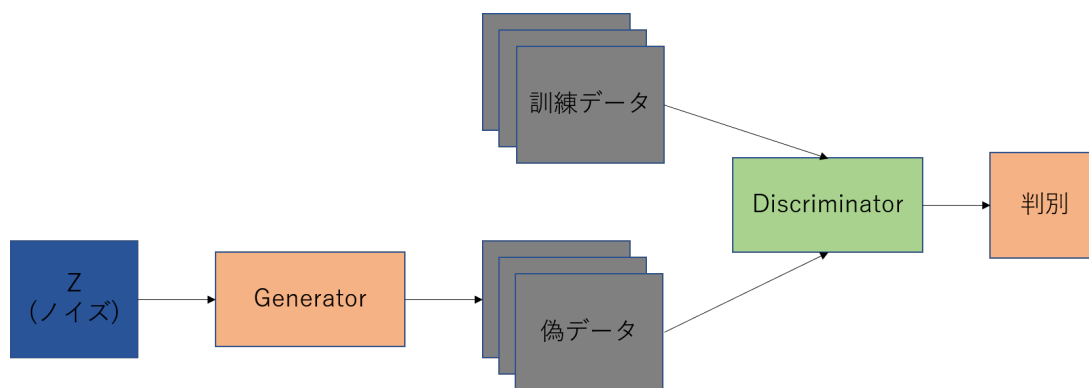 訓練データ
Discriminator
判別
Z
(ノイズ)
Generator
偽データ